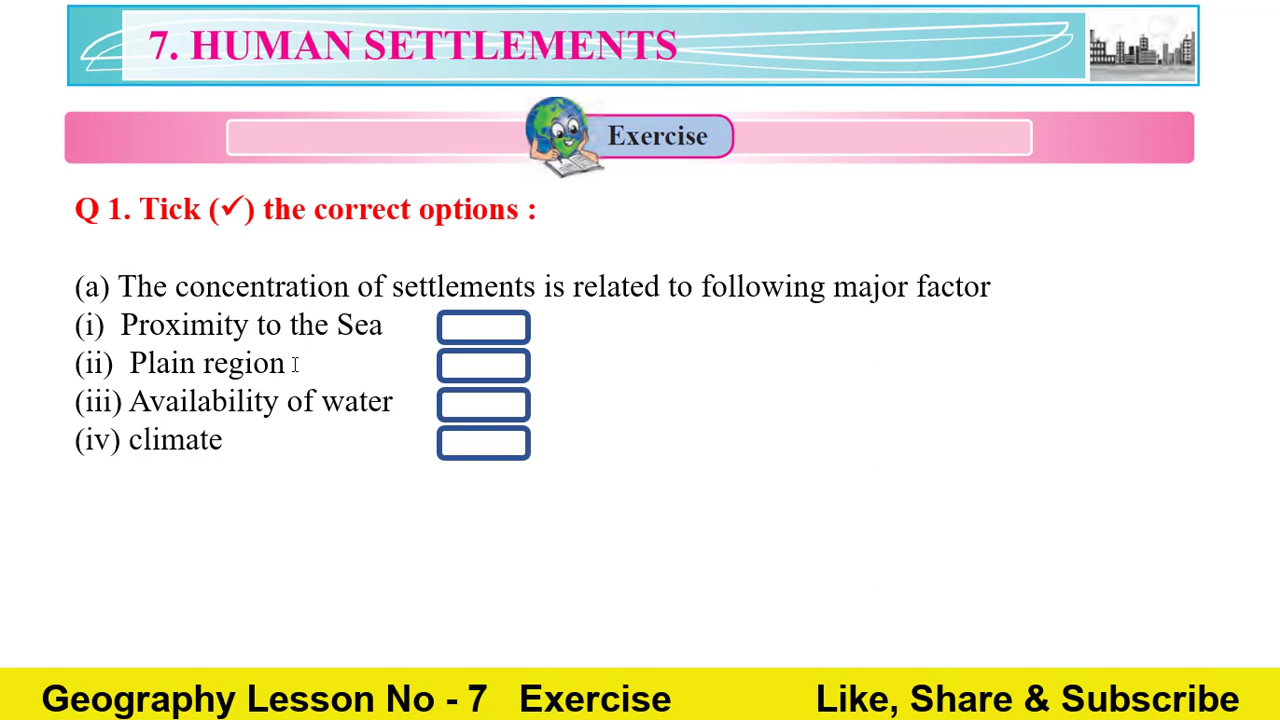 7. HUMAN SETTLEMENTS
Exercise
Q 1. Tick (✓) the correct options :
(a) The concentration of settlements is related to following major factor
(i) Proximity to the Sea
(ii) Plain region
(iii) Availability of water
(iv) climate
Geography Lesson No - 7 Exercise Like, Share & Subscribe